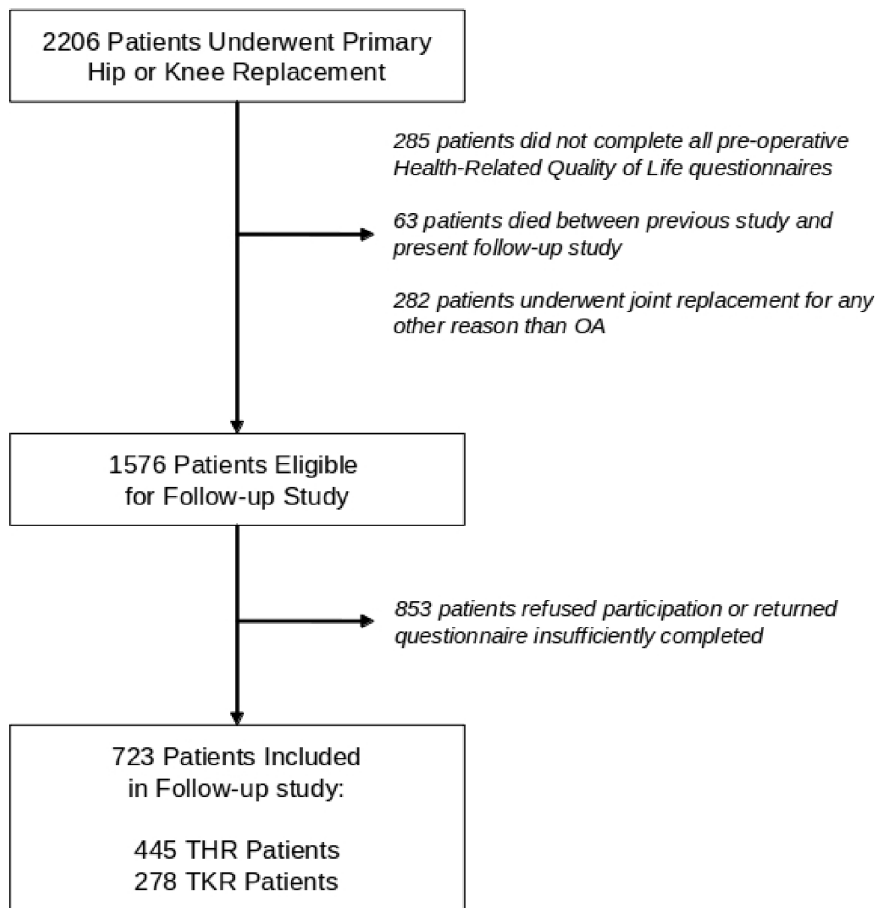 2206 Patients Underwent Primary
Hip or Knee Replacement
285 patients did not complete all pre-operative
Health-Related Quality of Life questionnaires
63 patients died between previous study and
present follow-up study
282 patients underwent joint replacement for any
other reason than OA
1576 Patients Eligible
for Follow-up Study
853 patients refused participation or returned
questionnaire insufficiently completed
723 Patients Included
in Follow-up study:
445 THR Patients
278 TKR Patients